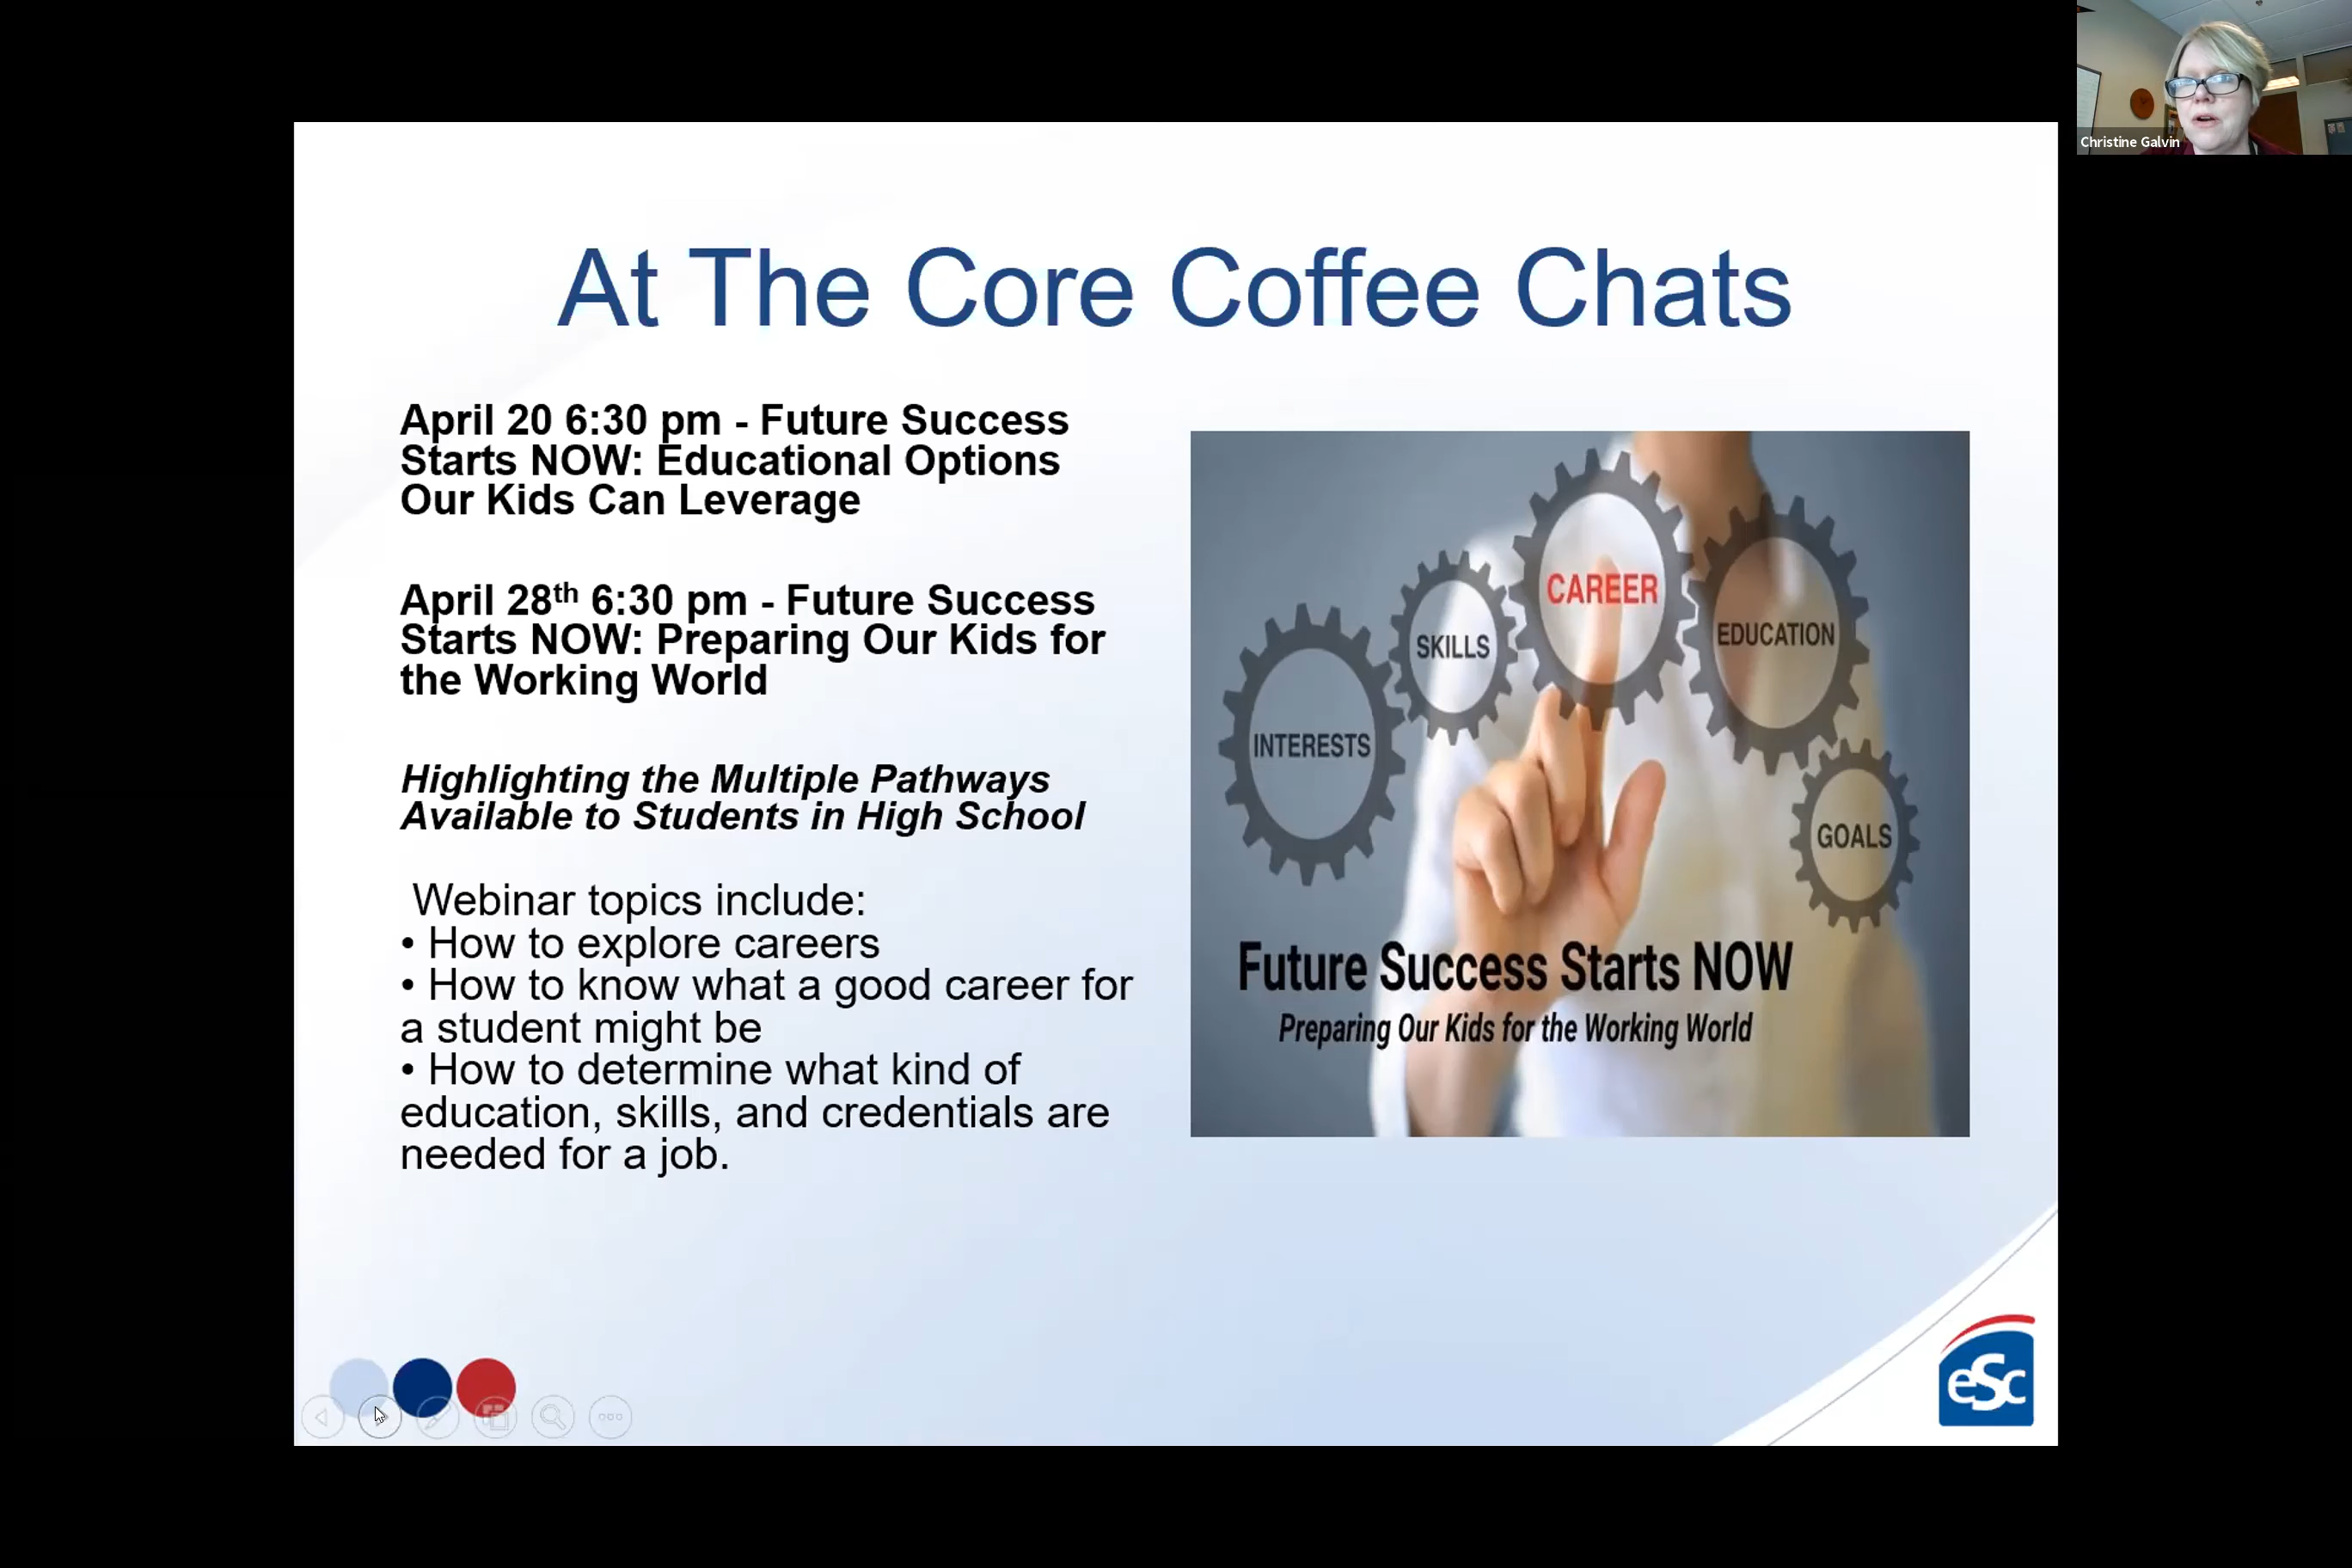 Christine Galvin
At The Core Coffee Chats
April 20 6:30 pm - Future Success
Starts NOW: Educational Options
Our Kids Can Leverage
April 28th 6:30 pm - Future Success
Starts NOW: Preparing Our Kids for
the Working World
Highlighting the Multiple Pathways
Available to Students in High School
Webinar topics include:
• How to explore careers
• How to know what a good career for
a student might be
• How to determine what kind of
education, skills, and credentials are
needed for a job.
INTERESTS
SKILLS
CAREER
EDUCATION
GOALS
Future Success Starts NOW
Preparing Our Kids for the Working World
eSc